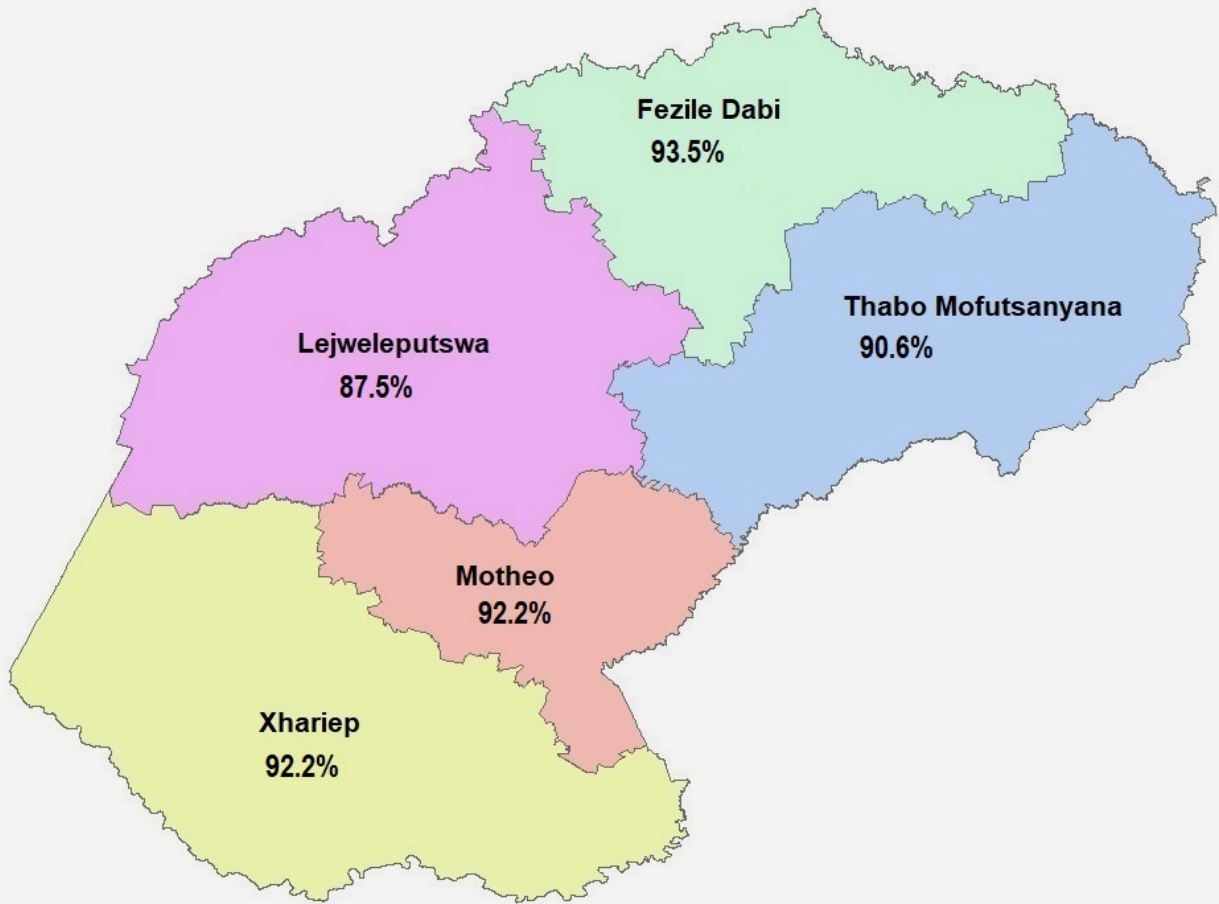 Fezile Dabi
93.5%
Thabo Mofutsanyana
90.6%
Lejweleputswa
87.5%
Motheo
92.2%
Xhariep
92.2%